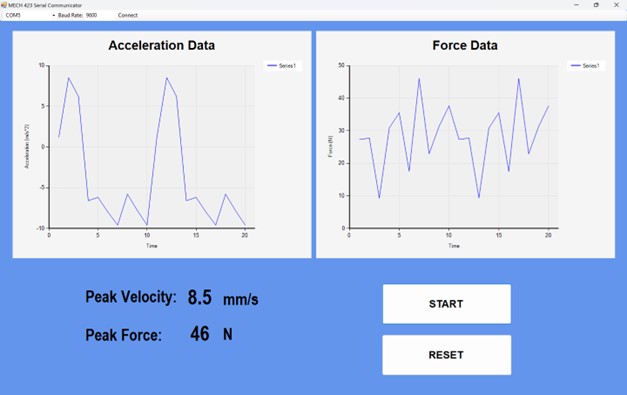 MECH 423 Serial Communicator
COM5 Baud Rate: 9600 Connect
Acceleration Data
Series1
Acceleration [m/s^2]
10
5
0
-5
-10
0 5 10 15 20
Time
Force Data
Series1
Force [N]
50
40
30
20
10
0
0 5 10 15 20
Time
Peak Velocity: 8.5 mm/s
Peak Force: 46 N
START
RESET